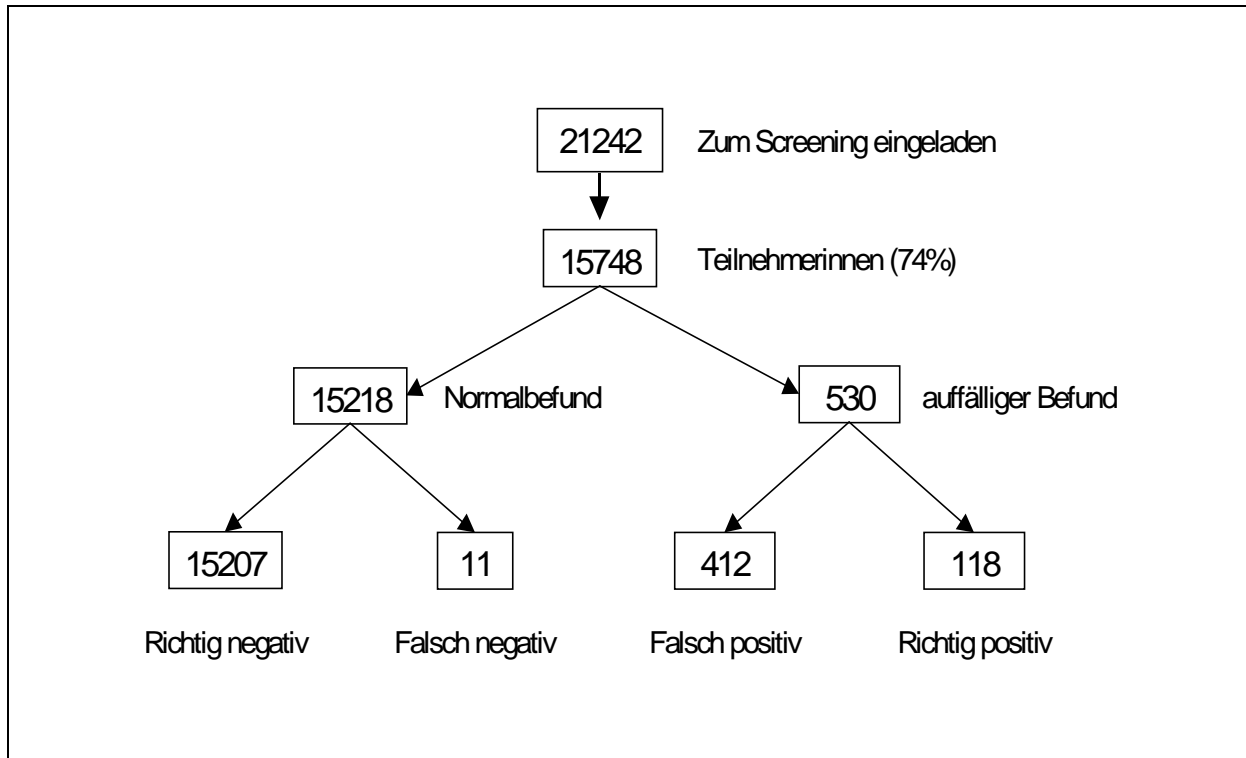 21242 Zum Screening eingeladen
15748 Teilnehmerinnen (74%)
15218 Normalbefund 530 auffälliger Befund
15207 11 412 118
Richtig negativ Falsch negativ Falsch positiv Richtig positiv